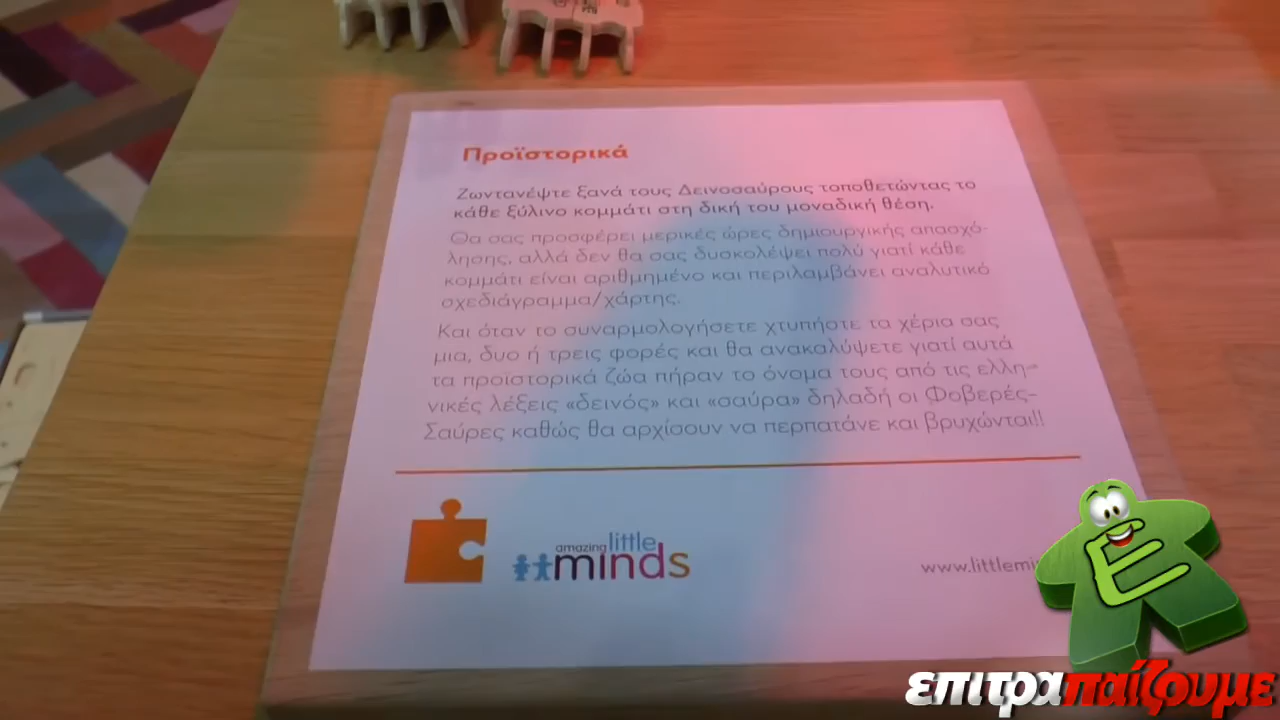 Προϊστορικά
Ζωντανέψτε ξανά τους Δεινοσαύρους τοποθετώντας το
κάθε ξύλινο κομμάτι στη δική του μοναδική θέση.
Θα σας προσφέρει μερικές ώρες δημιουργικής απασχό-
λησης, αλλά δεν θα σας δυσκολέψει πολύ γιατί κάθε
κομμάτι είναι αριθμημένο και περιλαμβάνει αναλυτικό
σχεδιάγραμμα/χάρτης.
Και όταν το συναρμολογήσετε χτυπήστε τα χέρια σας
μια, δυο ή τρεις φορές και θα ανακαλύψετε γιατί αυτά
τα προϊστορικά ζώα πήραν το όνομα τους από τις ελλη-
νικές λέξεις «δεινός» και «σαύρα» δηλαδή οι Φοβερές-
Σαύρες καθώς θα αρχίσουν να περπατάνε και βρυχώνται!!
amazing little
minds
www.littlemi
Ε
επιτραπαίζουμε